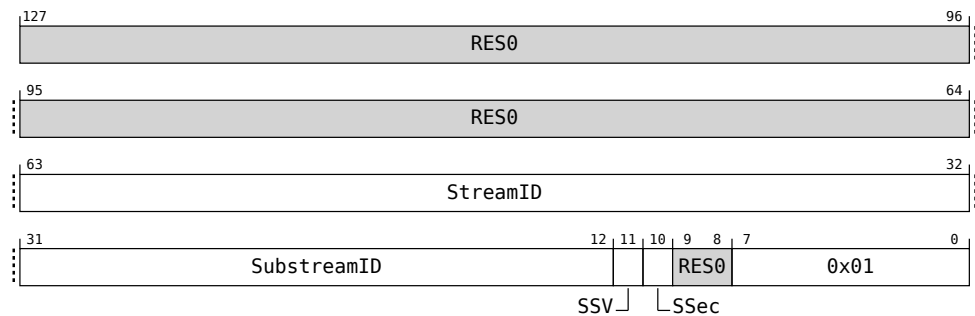 127 96
RES0
95 64
RES0
63 32
StreamID
31 12 11 10 9 8 7 0
SubstreamID RES0 0x01
SSV SSec